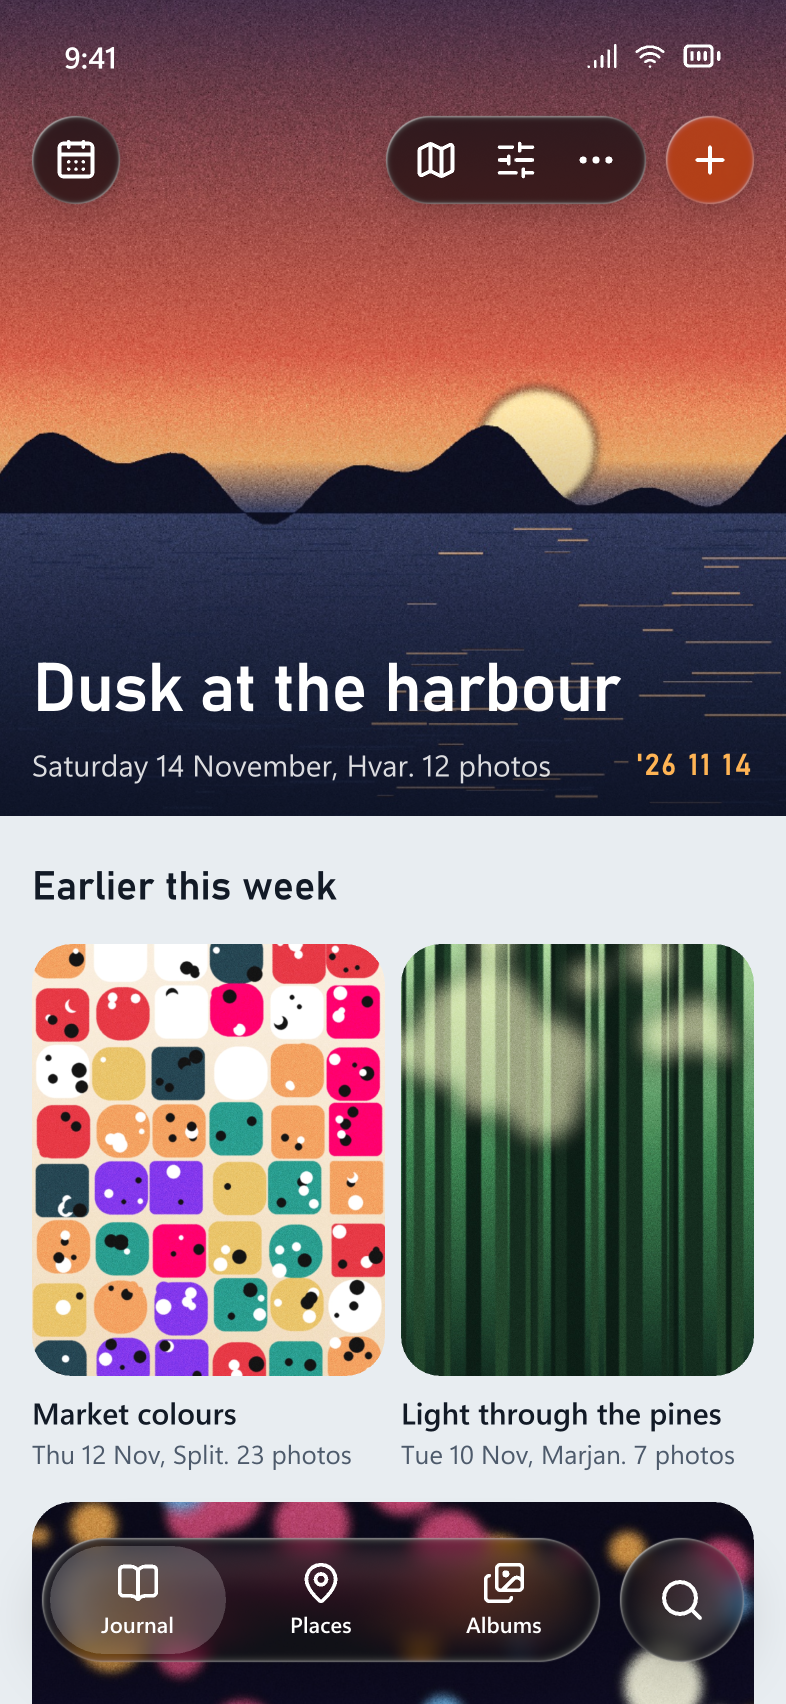 9:41
Dusk at the harbour
Saturday 14 November, Hvar. 12 photos
'26 11 14
Earlier this week
Market colours
Thu 12 Nov, Split. 23 photos
Light through the pines
Tue 10 Nov, Marjan. 7 photos
Journal
Places
Albums